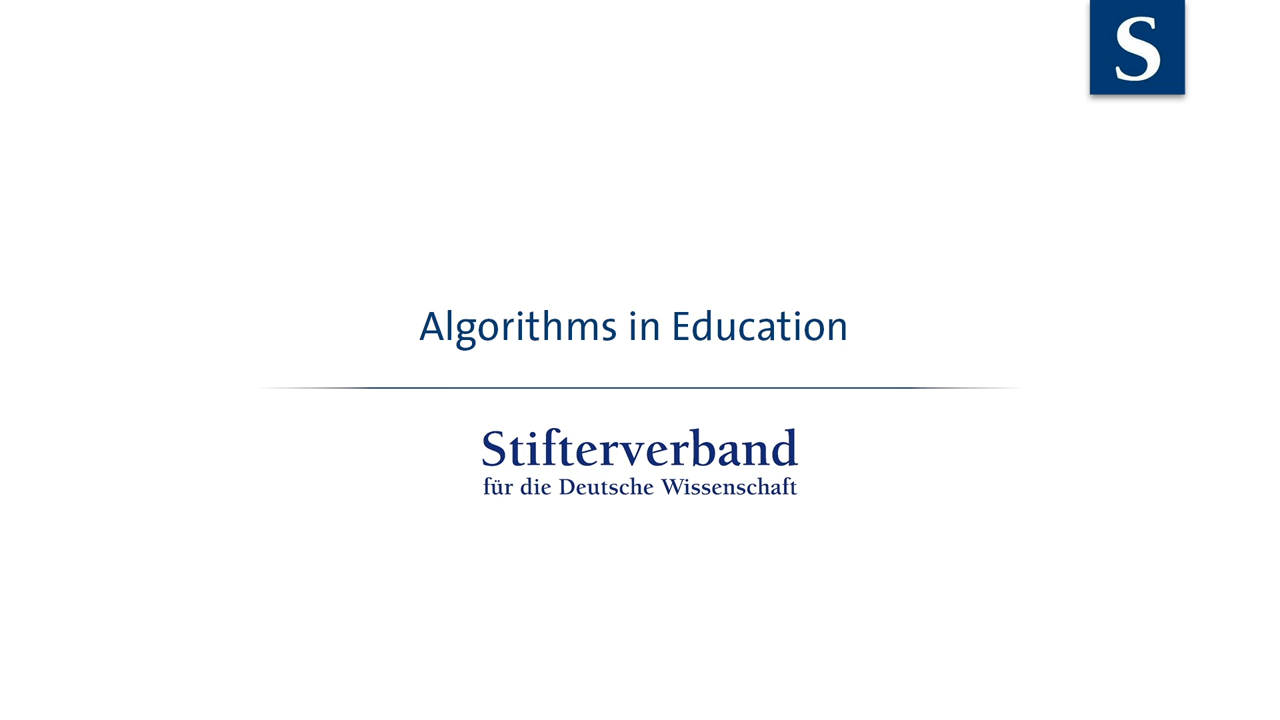 S
Algorithms in Education
Stifterverband
für die Deutsche Wissenschaft